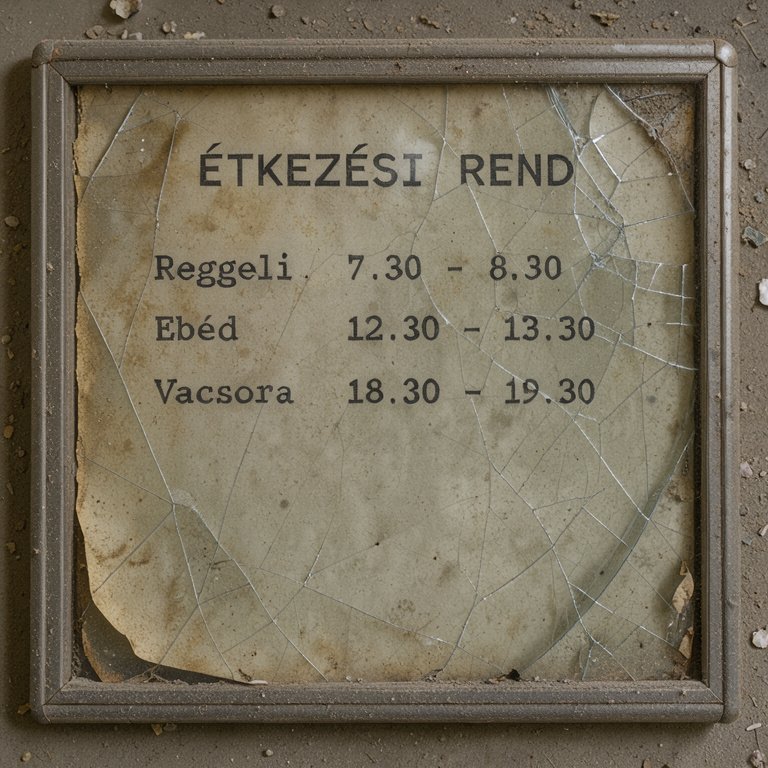 ÉTKEZÉSI REND
Reggeli 7.30 - 8.30
Ebéd 12.30 - 13.30
Vacsora 18.30 - 19.30